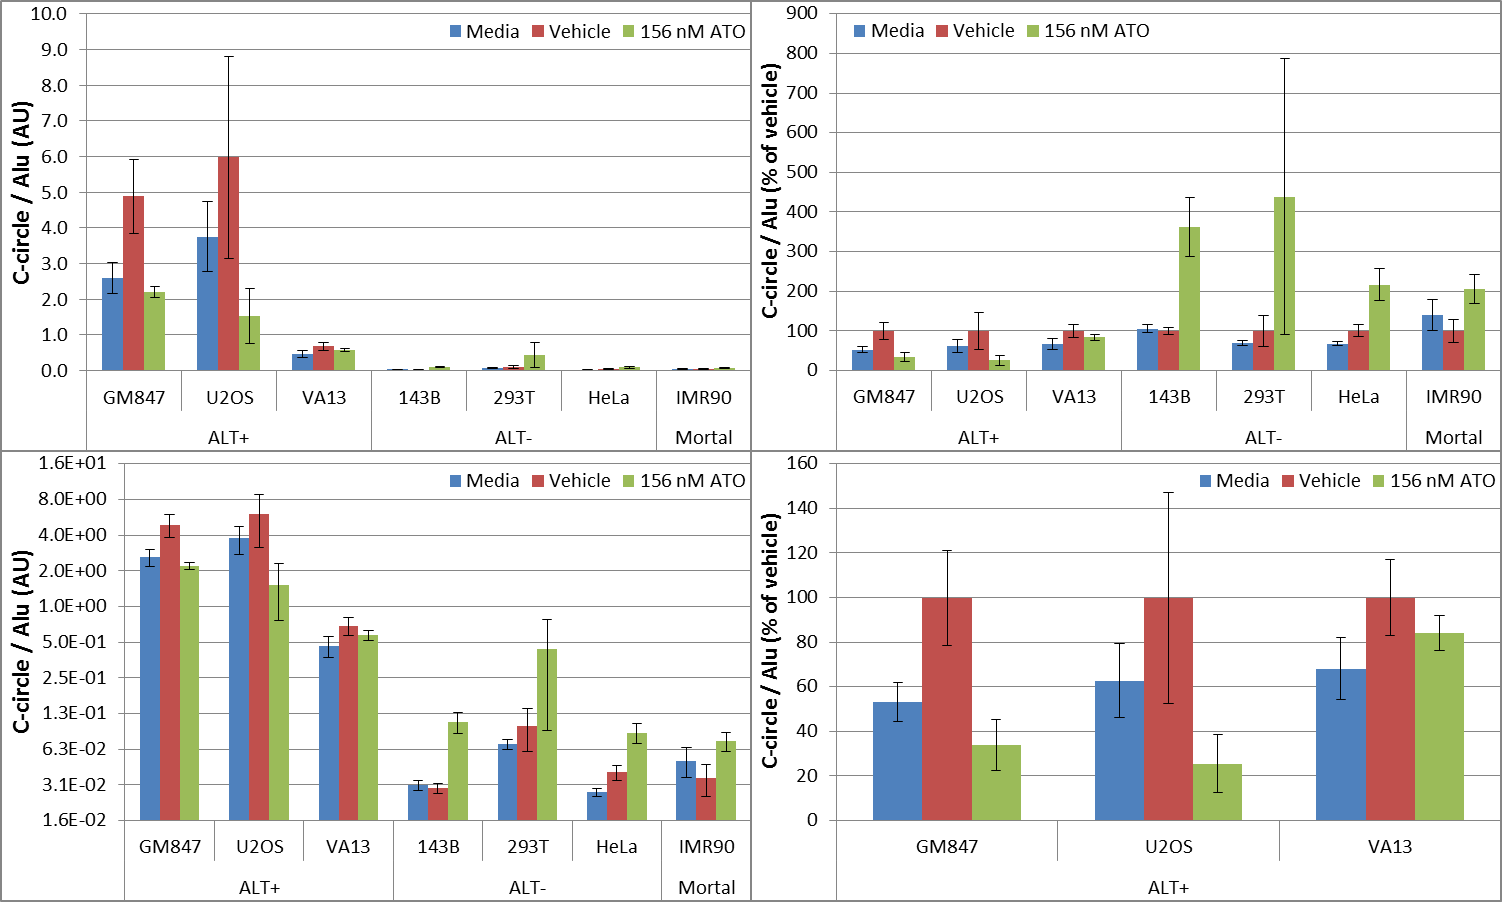 C-circle / Alu (AU)
10.0
9.0
8.0
7.0
6.0
5.0
4.0
3.0
2.0
1.0
0.0
Media Vehicle 156 nM ATO
GM847 U2OS VA13 143B 293T HeLa IMR90
ALT+ ALT- Mortal
C-circle / Alu (% of vehicle)
900
800
700
600
500
400
300
200
100
0
Media Vehicle 156 nM ATO
GM847 U2OS VA13 143B 293T HeLa IMR90
ALT+ ALT- Mortal
C-circle / Alu (AU)
1.6E+01
8.0E+00
4.0E+00
2.0E+00
1.0E+00
5.0E-01
2.5E-01
1.3E-01
6.3E-02
3.1E-02
1.6E-02
Media Vehicle 156 nM ATO
GM847 U2OS VA13 143B 293T HeLa IMR90
ALT+ ALT- Mortal
C-circle / Alu (% of vehicle)
160
140
120
100
80
60
40
20
0
Media Vehicle 156 nM ATO
GM847 U2OS VA13
ALT+